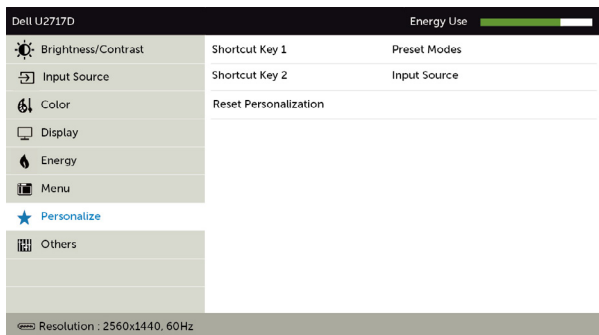 Dell U2717D Energy Use
Brightness/Contrast Shortcut Key 1 Preset Modes
Input Source Shortcut Key 2 Input Source
Color Reset Personalization
Display
Energy
Menu
Personalize
Others
Resolution : 2560x1440, 60Hz